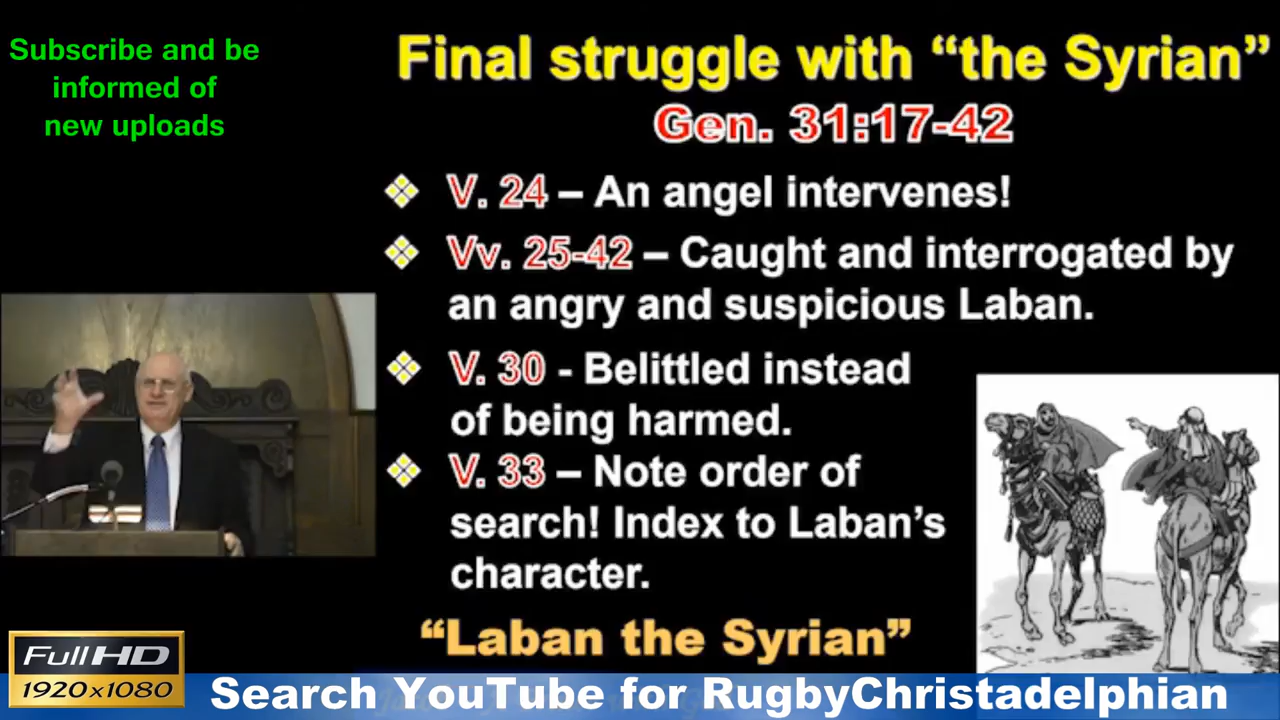 Subscribe and be
informed of
new uploads
Final struggle with “the Syrian”
Gen. 31:17-42
V. 24 – An angel intervenes!
Vv. 25-42 – Caught and interrogated by
an angry and suspicious Laban.
V. 30 - Belittled instead
of being harmed.
V. 33 – Note order of
search! Index to Laban’s
character.
“Laban the Syrian”
Full HD
1920x1080
Search YouTube for RugbyChristadelphian